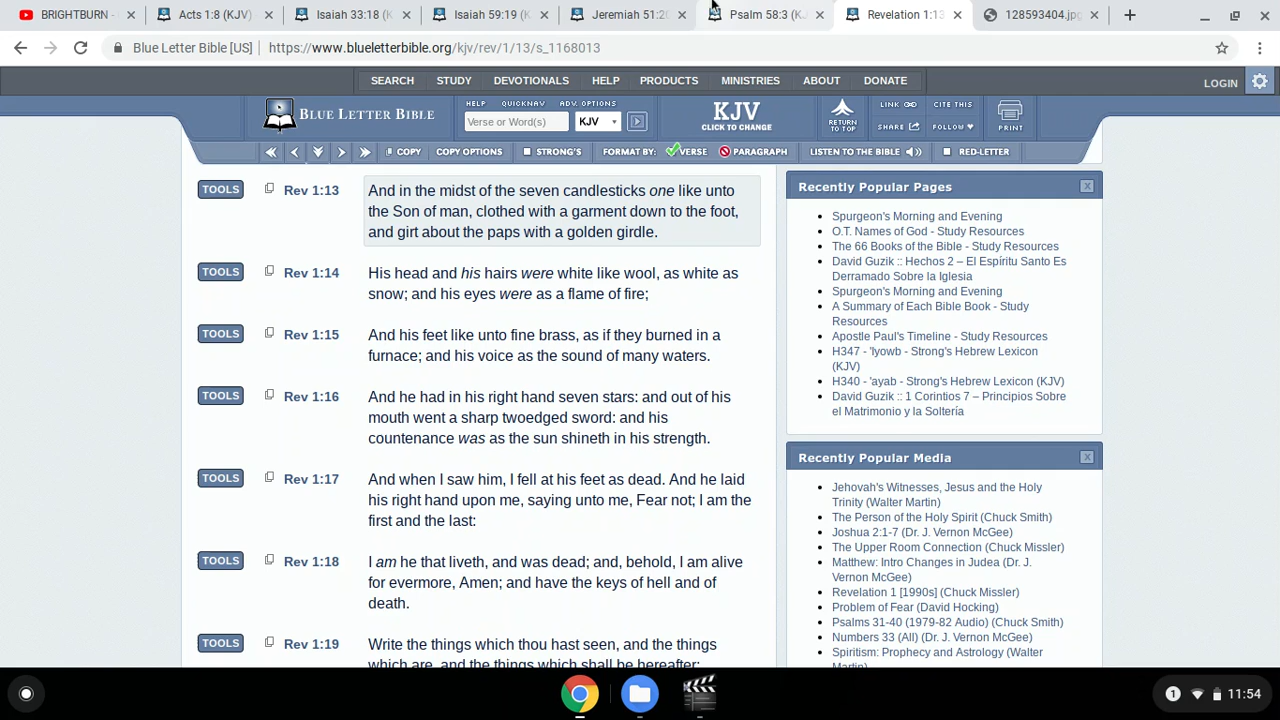 BRIGHTBURN -
Acts 1:8 (KJV)
Isaiah 33:18 (KJ
Isaiah 59:19 (KJ
Jeremiah 51:2
Psalm 58:3 (K
Revelation 1:13
128593404.jpg
Blue Letter Bible [US]
https://www.blueletterbible.org/kjv/rev/1/13/s_1168013
SEARCH STUDY DEVOTIONALS HELP PRODUCTS MINISTRIES ABOUT DONATE
LOGIN
BLUE LETTER BIBLE
HELP QUICKNAV ADV. OPTIONS
Verse or Word(s)
KJV
KJV
CLICK TO CHANGE
RETURN
TO TOP
LINK
CITE THIS
SHARE
FOLLOW
PRINT
COPY COPY OPTIONS STRONG'S FORMAT BY: VERSE PARAGRAPH LISTEN TO THE BIBLE RED-LETTER
TOOLS Rev 1:13 And in the midst of the seven candlesticks one like unto
the Son of man, clothed with a garment down to the foot,
and girt about the paps with a golden girdle.
TOOLS Rev 1:14 His head and his hairs were white like wool, as white as
snow; and his eyes were as a flame of fire;
TOOLS Rev 1:15 And his feet like unto fine brass, as if they burned in a
furnace; and his voice as the sound of many waters.
TOOLS Rev 1:16 And he had in his right hand seven stars: and out of his
mouth went a sharp twoedged sword: and his
countenance was as the sun shineth in his strength.
TOOLS Rev 1:17 And when I saw him, I fell at his feet as dead. And he laid
his right hand upon me, saying unto me, Fear not; I am the
first and the last:
TOOLS Rev 1:18 I am he that liveth, and was dead; and, behold, I am alive
for evermore, Amen; and have the keys of hell and of
death.
TOOLS Rev 1:19 Write the things which thou hast seen, and the things
which are, and the things which shall be hereafter;
Recently Popular Pages
X
Spurgeon's Morning and Evening
O.T. Names of God - Study Resources
The 66 Books of the Bible - Study Resources
David Guzik :: Hechos 2 – El Espíritu Santo Es
Derramado Sobre la Iglesia
Spurgeon's Morning and Evening
A Summary of Each Bible Book - Study
Resources
Apostle Paul's Timeline - Study Resources
H347 - 'Iyowb - Strong's Hebrew Lexicon
(KJV)
H340 - 'ayab - Strong's Hebrew Lexicon (KJV)
David Guzik :: 1 Corintios 7 – Principios Sobre
el Matrimonio y la Soltería
Recently Popular Media
X
Jehovah's Witnesses, Jesus and the Holy
Trinity (Walter Martin)
The Person of the Holy Spirit (Chuck Smith)
Joshua 2:1-7 (Dr. J. Vernon McGee)
The Upper Room Connection (Chuck Missler)
Matthew: Intro Changes in Judea (Dr. J.
Vernon McGee)
Revelation 1 [1990s] (Chuck Missler)
Problem of Fear (David Hocking)
Psalms 31-40 (1979-82 Audio) (Chuck Smith)
Numbers 33 (All) (Dr. J. Vernon McGee)
Spiritism: Prophecy and Astrology (Walter
Martin)
1
11:54